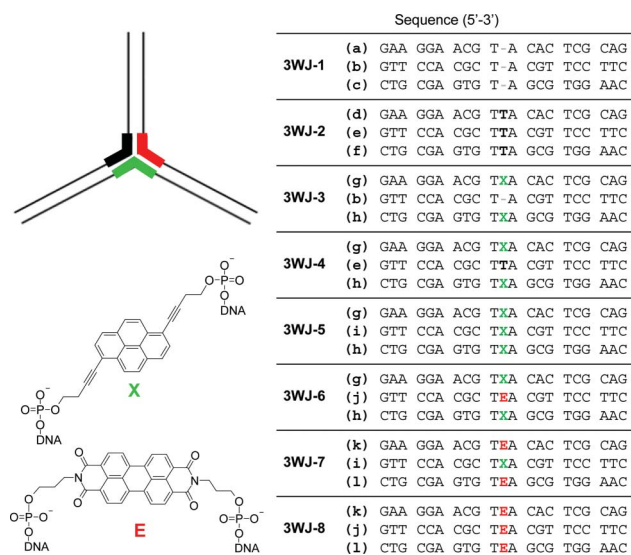 Sequence (5'-3')
3WJ-1
(a) GAA GGA ACG T-A CAC TCG CAG
(b) GTT CCA CGC T-A CGT TCC TTC
(c) CTG CGA GTG T-A GCG TGG AAC
3WJ-2
(d) GAA GGA ACG TTA CAC TCG CAG
(e) GTT CCA CGC TTA CGT TCC TTC
(f) CTG CGA GTG TTA GCG TGG AAC
3WJ-3
(g) GAA GGA ACG TXA CAC TCG CAG
(b) GTT CCA CGC T-A CGT TCC TTC
(h) CTG CGA GTG TXA GCG TGG AAC
3WJ-4
(g) GAA GGA ACG TXA CAC TCG CAG
(e) GTT CCA CGC TTA CGT TCC TTC
(h) CTG CGA GTG TXA GCG TGG AAC
3WJ-5
(g) GAA GGA ACG TXA CAC TCG CAG
(i) GTT CCA CGC TXA CGT TCC TTC
(h) CTG CGA GTG TXA GCG TGG AAC
3WJ-6
(g) GAA GGA ACG TXA CAC TCG CAG
(j) GTT CCA CGC TEA CGT TCC TTC
(h) CTG CGA GTG TXA GCG TGG AAC
3WJ-7
(k) GAA GGA ACG TEA CAC TCG CAG
(i) GTT CCA CGC TXA CGT TCC TTC
(l) CTG CGA GTG TEA GCG TGG AAC
3WJ-8
(k) GAA GGA ACG TEA CAC TCG CAG
(j) GTT CCA CGC TEA CGT TCC TTC
(l) CTG CGA GTG TEA GCG TGG AAC
O⁻
O-P=O
O
DNA
X
O⁻
O=P-O
O
DNA
O O
N N
O O
O O⁻
O=P-O⁻
O
DNA
E
O
O-P=O
O
DNA